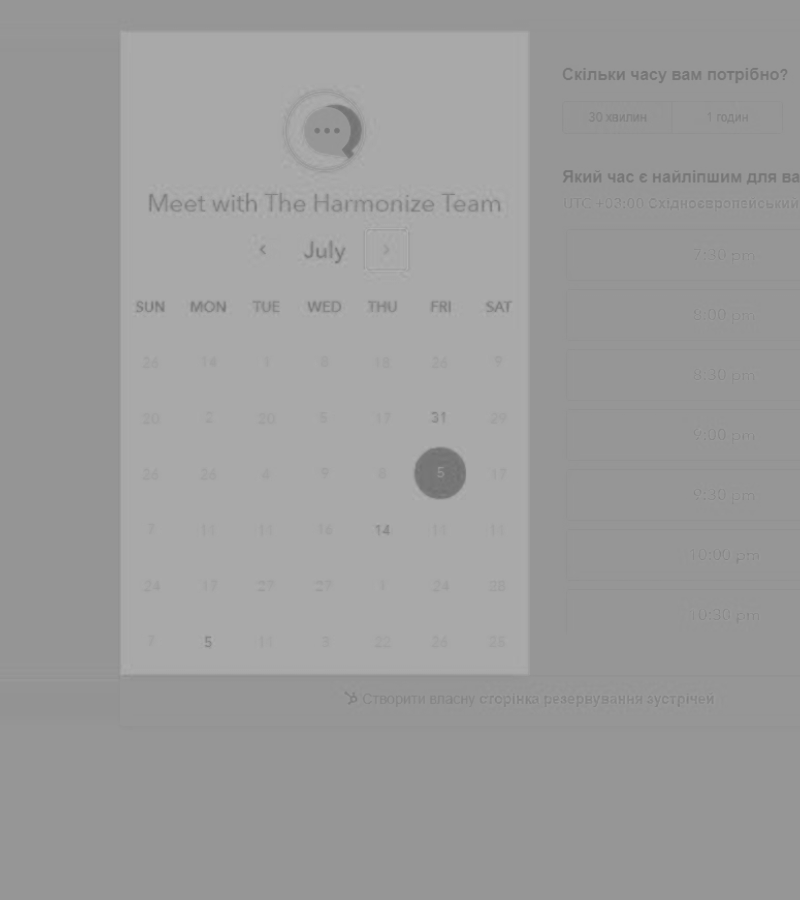 Meet with The Harmonize Team
July
SUN MON TUE WED THU FRI SAT
26 14 1 8 18 26 9
20 2 20 5 17 31 29
26 26 4 9 8 5 17
7 11 11 16 14 11 11
24 17 27 27 1 24 28
7 5 11 3 22 26 25
Скільки часу вам потрібно?
30 хвилин 1 годин
Який час є найліпшим для ва
UTC +03:00 Східноєвропейський
7:30 pm
8:00 pm
8:30 pm
9:00 pm
9:30 pm
10:00 pm
10:30 pm
Створити власну сторінка резервування зустрічей